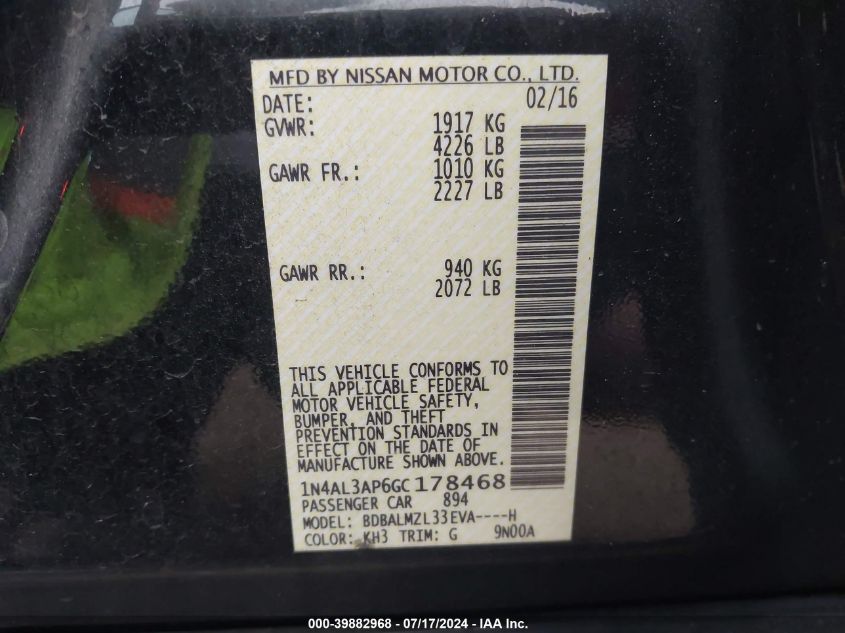 MFD BY NISSAN MOTOR CO., LTD.
DATE: 02/16
GVWR: 1917 KG
4226 LB
GAWR FR.: 1010 KG
2227 LB
GAWR RR.: 940 KG
2072 LB
THIS VEHICLE CONFORMS TO
ALL APPLICABLE FEDERAL
MOTOR VEHICLE SAFETY,
BUMPER, AND THEFT
PREVENTION STANDARDS IN
EFFECT ON THE DATE OF
MANUFACTURE SHOWN ABOVE.
1N4AL3AP6GC178468
PASSENGER CAR 894
MODEL: BDBALMZL33EVA----H
COLOR: KH3 TRIM: G 9N00A
000-39882968 - 07/17/2024 - IAA Inc.